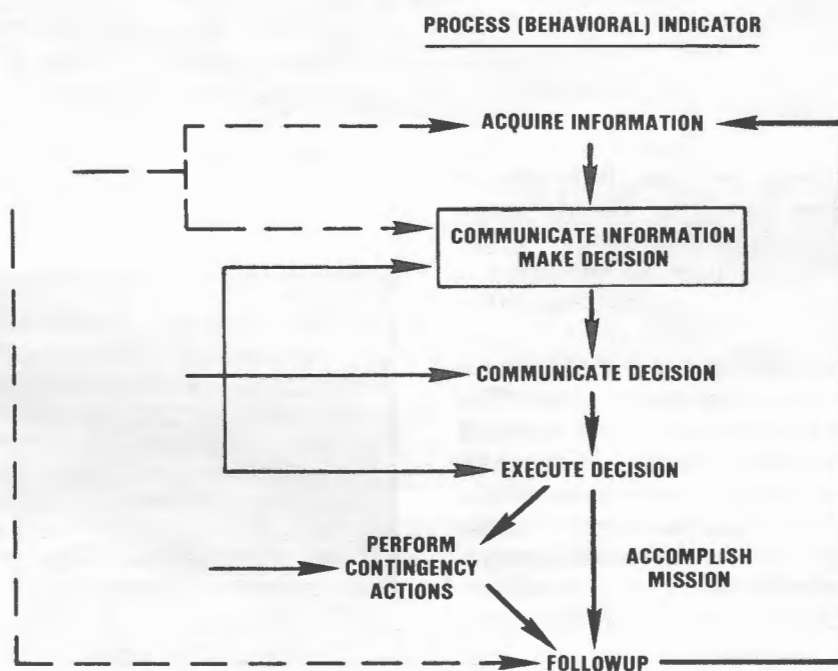 PROCESS (BEHAVIORAL) INDICATOR
ACQUIRE INFORMATION
COMMUNICATE INFORMATION
MAKE DECISION
COMMUNICATE DECISION
EXECUTE DECISION
PERFORM
CONTINGENCY
ACTIONS
ACCOMPLISH
MISSION
FOLLOWUP